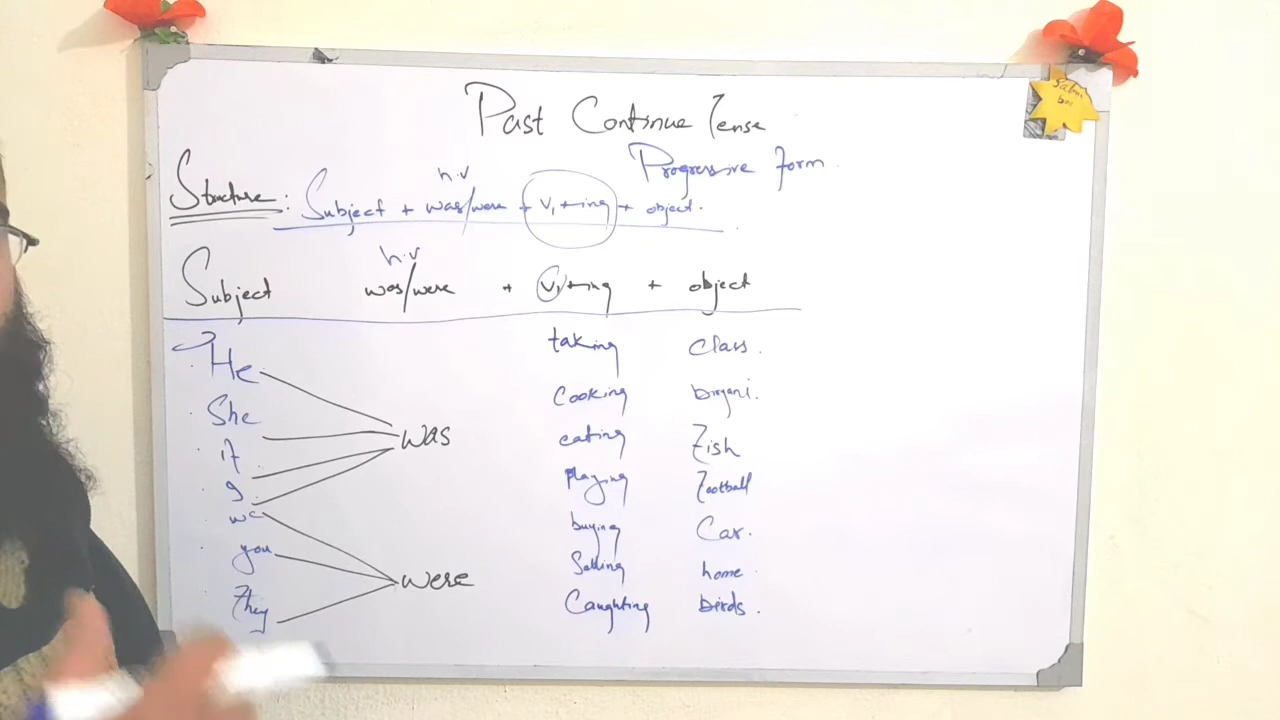 Past Continue Tense
Progressive form
h.v
Structure: Subject + was/were + V1 + ing + object.
h.v
Subject was/were + V1 + ing + object
He taking class.
She cooking biryani.
it was eating Fish
I playing Football
we buying Car.
you were Selling home
They Caughting birds.